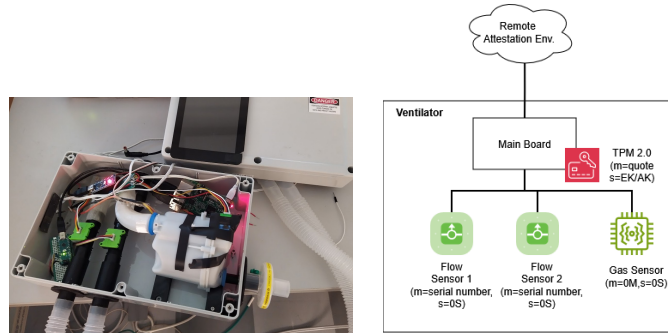 DANGER
Remote
Attestation Env.
Ventilator
Main Board
TPM 2.0
(m=quote
s=EK/AK)
Flow
Sensor 1
(m=serial number,
s=0S)
Flow
Sensor 2
(m=serial number,
s=0S)
Gas Sensor
(m=0M,s=0S)